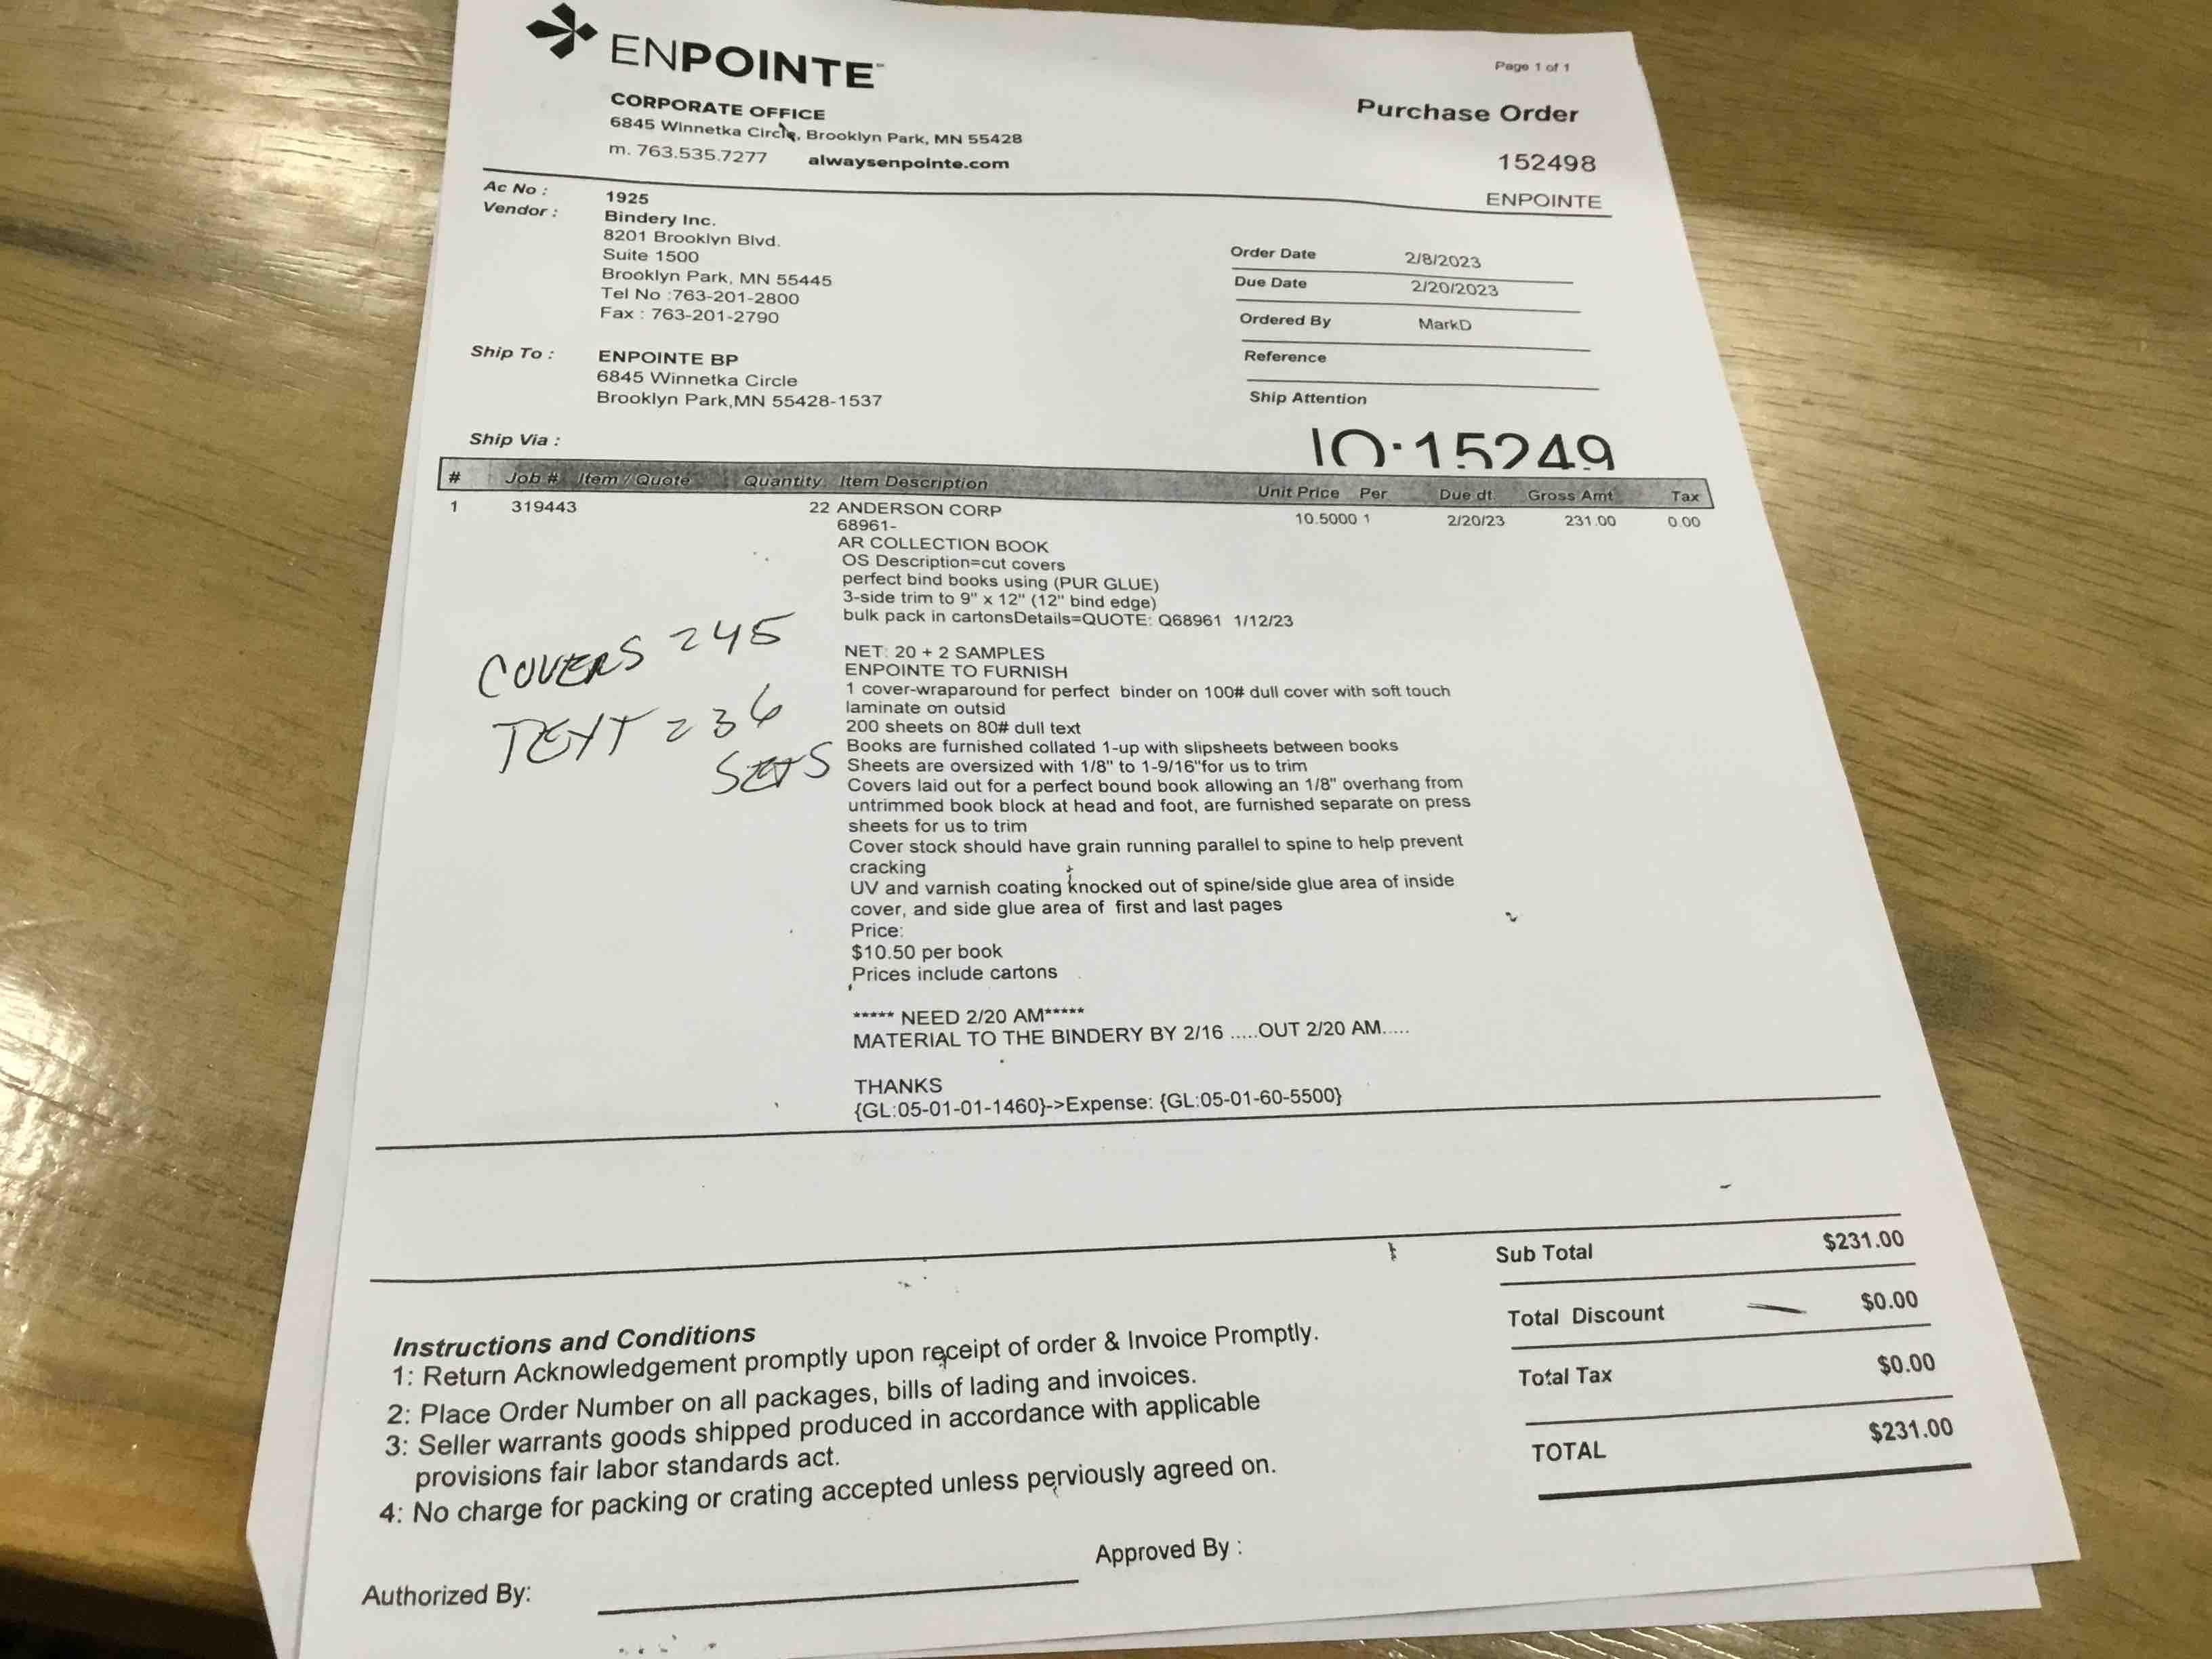 ENPOINTE
Page 1 of 1
CORPORATE OFFICE
6845 Winnetka Circle, Brooklyn Park, MN 55428
m. 763.535.7277 alwaysenpointe.com
Purchase Order
152498
ENPOINTE
Ac No : 1925
Vendor : Bindery Inc.
8201 Brooklyn Blvd.
Suite 1500
Brooklyn Park, MN 55445
Tel No :763-201-2800
Fax : 763-201-2790
Order Date 2/8/2023
Due Date 2/20/2023
Ordered By MarkD
Reference
Ship Attention
Ship To : ENPOINTE BP
6845 Winnetka Circle
Brooklyn Park,MN 55428-1537
Ship Via :
15249
# Job # Item / Quote Quantity Item Description Unit Price Per Due dt. Gross Amt Tax
1 319443 22 ANDERSON CORP 10.5000 1 2/20/23 231.00 0.00
68961-
AR COLLECTION BOOK
OS Description=cut covers
perfect bind books using (PUR GLUE)
3-side trim to 9" x 12" (12" bind edge)
bulk pack in cartonsDetails=QUOTE: Q68961 1/12/23
NET: 20 + 2 SAMPLES
ENPOINTE TO FURNISH
1 cover-wraparound for perfect binder on 100# dull cover with soft touch
laminate on outsid
200 sheets on 80# dull text
Books are furnished collated 1-up with slipsheets between books
Sheets are oversized with 1/8" to 1-9/16"for us to trim
Covers laid out for a perfect bound book allowing an 1/8" overhang from
untrimmed book block at head and foot, are furnished separate on press
sheets for us to trim
Cover stock should have grain running parallel to spine to help prevent
cracking
UV and varnish coating knocked out of spine/side glue area of inside
cover, and side glue area of first and last pages
Price:
$10.50 per book
Prices include cartons
***** NEED 2/20 AM*****
MATERIAL TO THE BINDERY BY 2/16 .....OUT 2/20 AM.....
THANKS
{GL:05-01-01-1460}->Expense: {GL:05-01-60-5500}
COVERS = 45
TEXT = 36
SETS
Sub Total $231.00
Total Discount $0.00
Total Tax $0.00
TOTAL $231.00
Instructions and Conditions
1: Return Acknowledgement promptly upon receipt of order & Invoice Promptly.
2: Place Order Number on all packages, bills of lading and invoices.
3: Seller warrants goods shipped produced in accordance with applicable
provisions fair labor standards act.
4: No charge for packing or crating accepted unless perviously agreed on.
Authorized By:
Approved By :